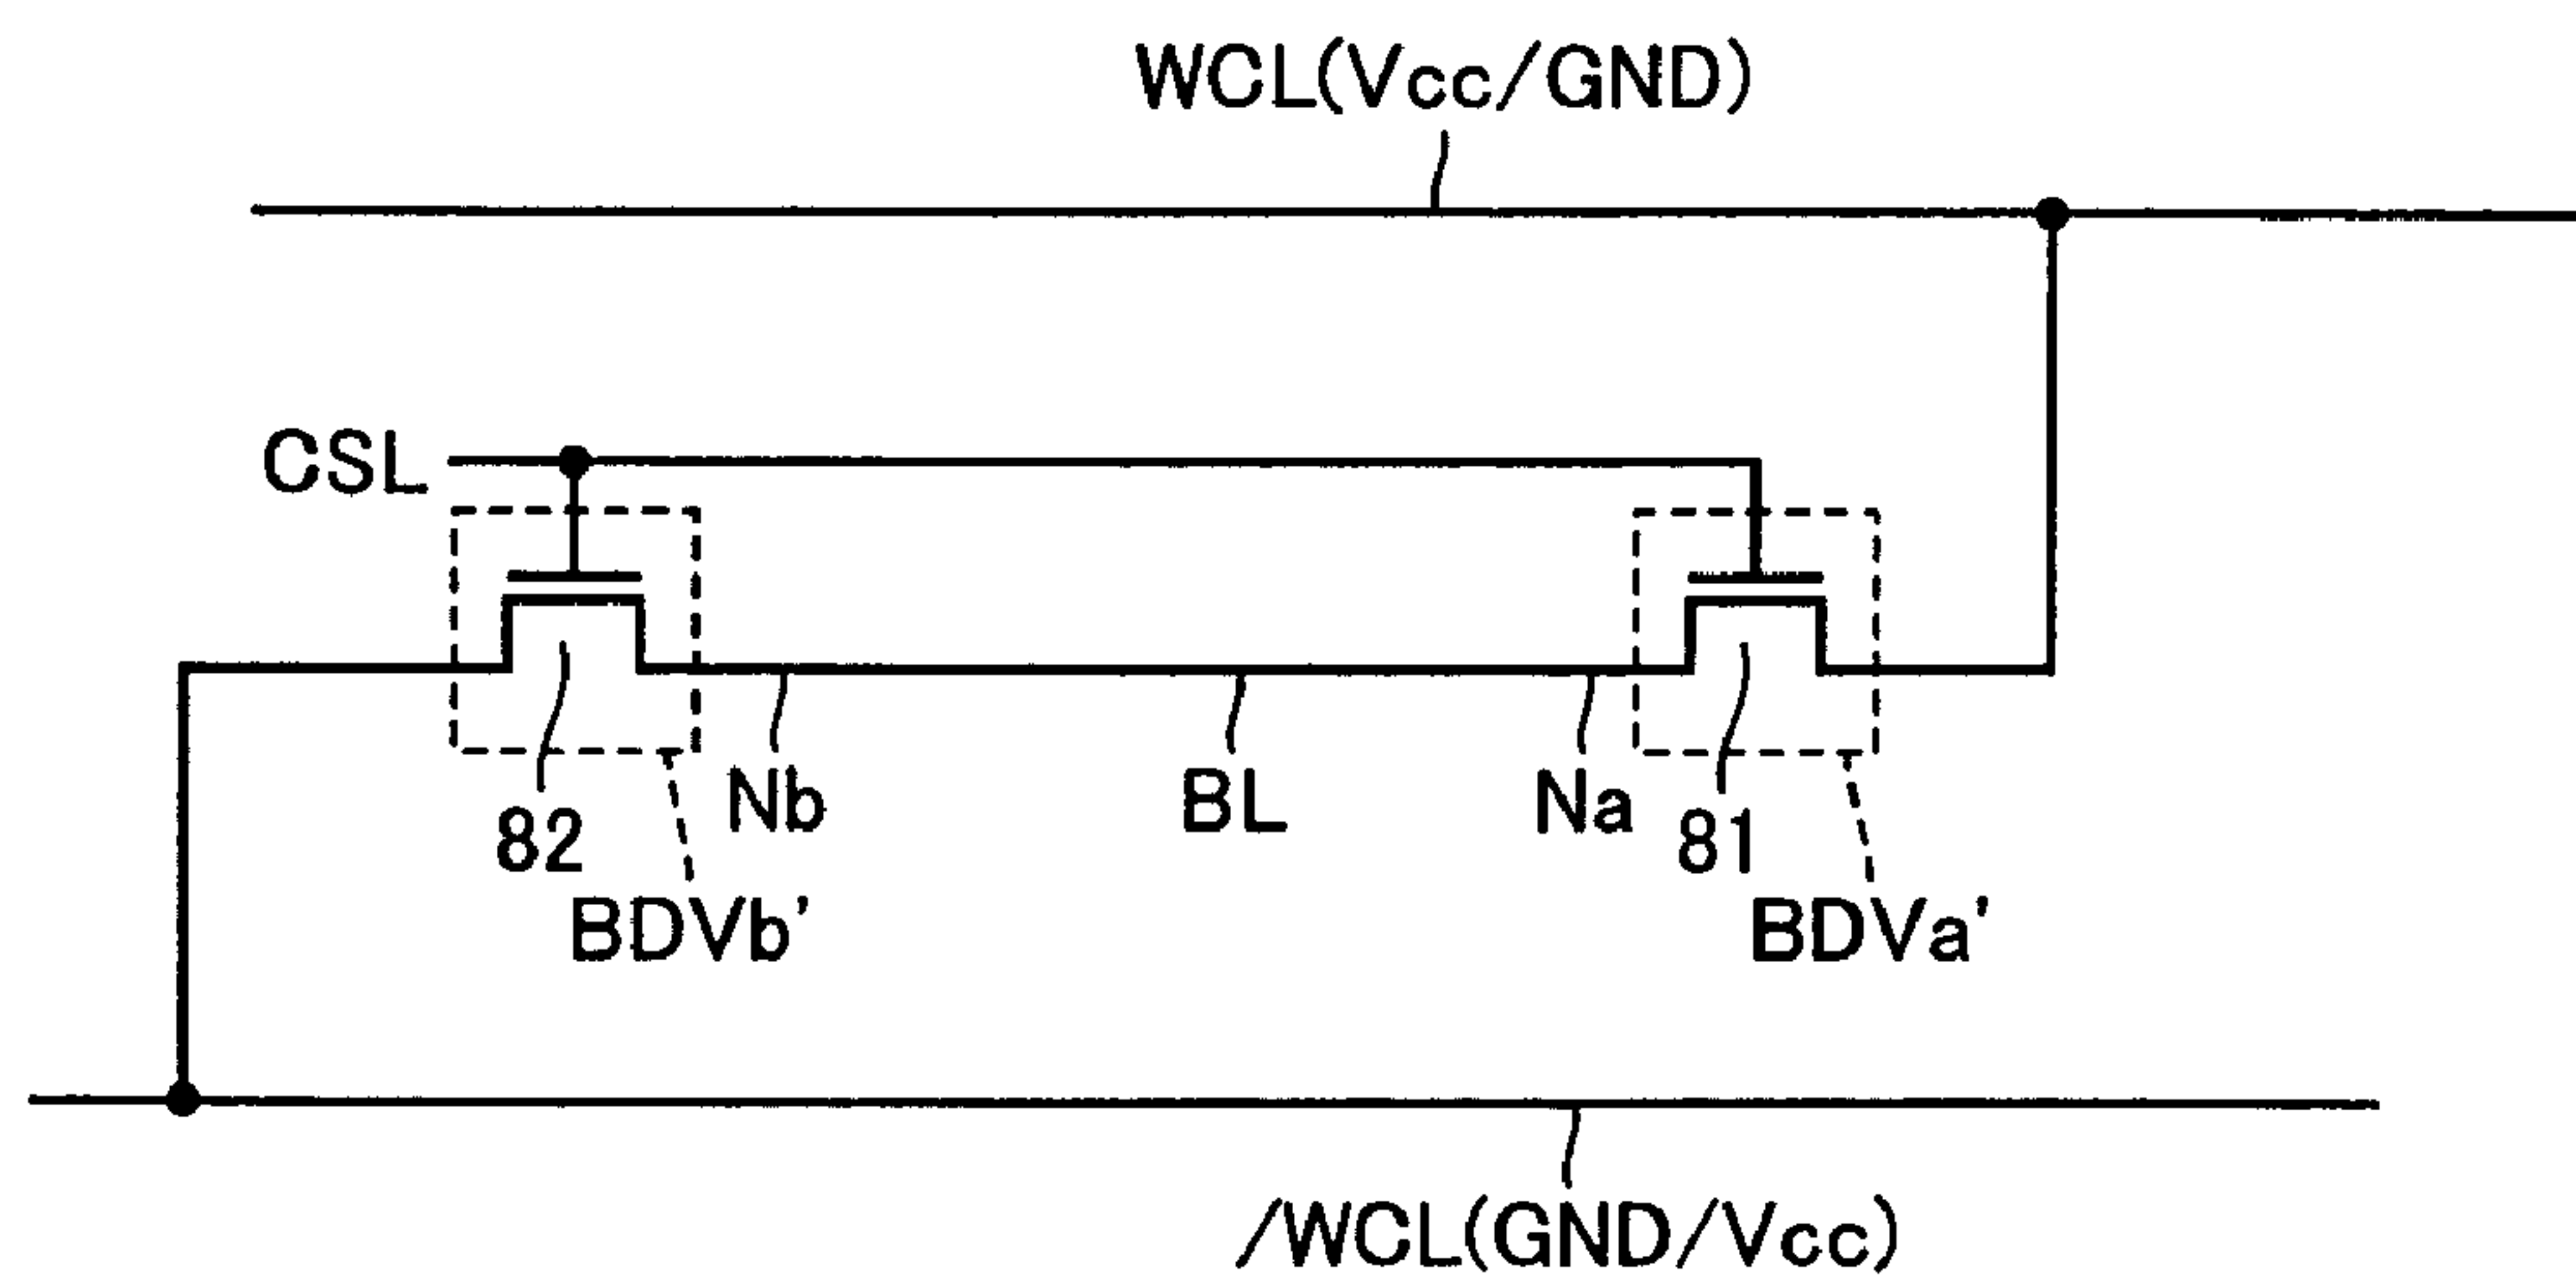 WCL(Vcc/GND)
CSL
Nb
BL
Na
82
81
BDVb'
BDVa'
/WCL(GND/Vcc)